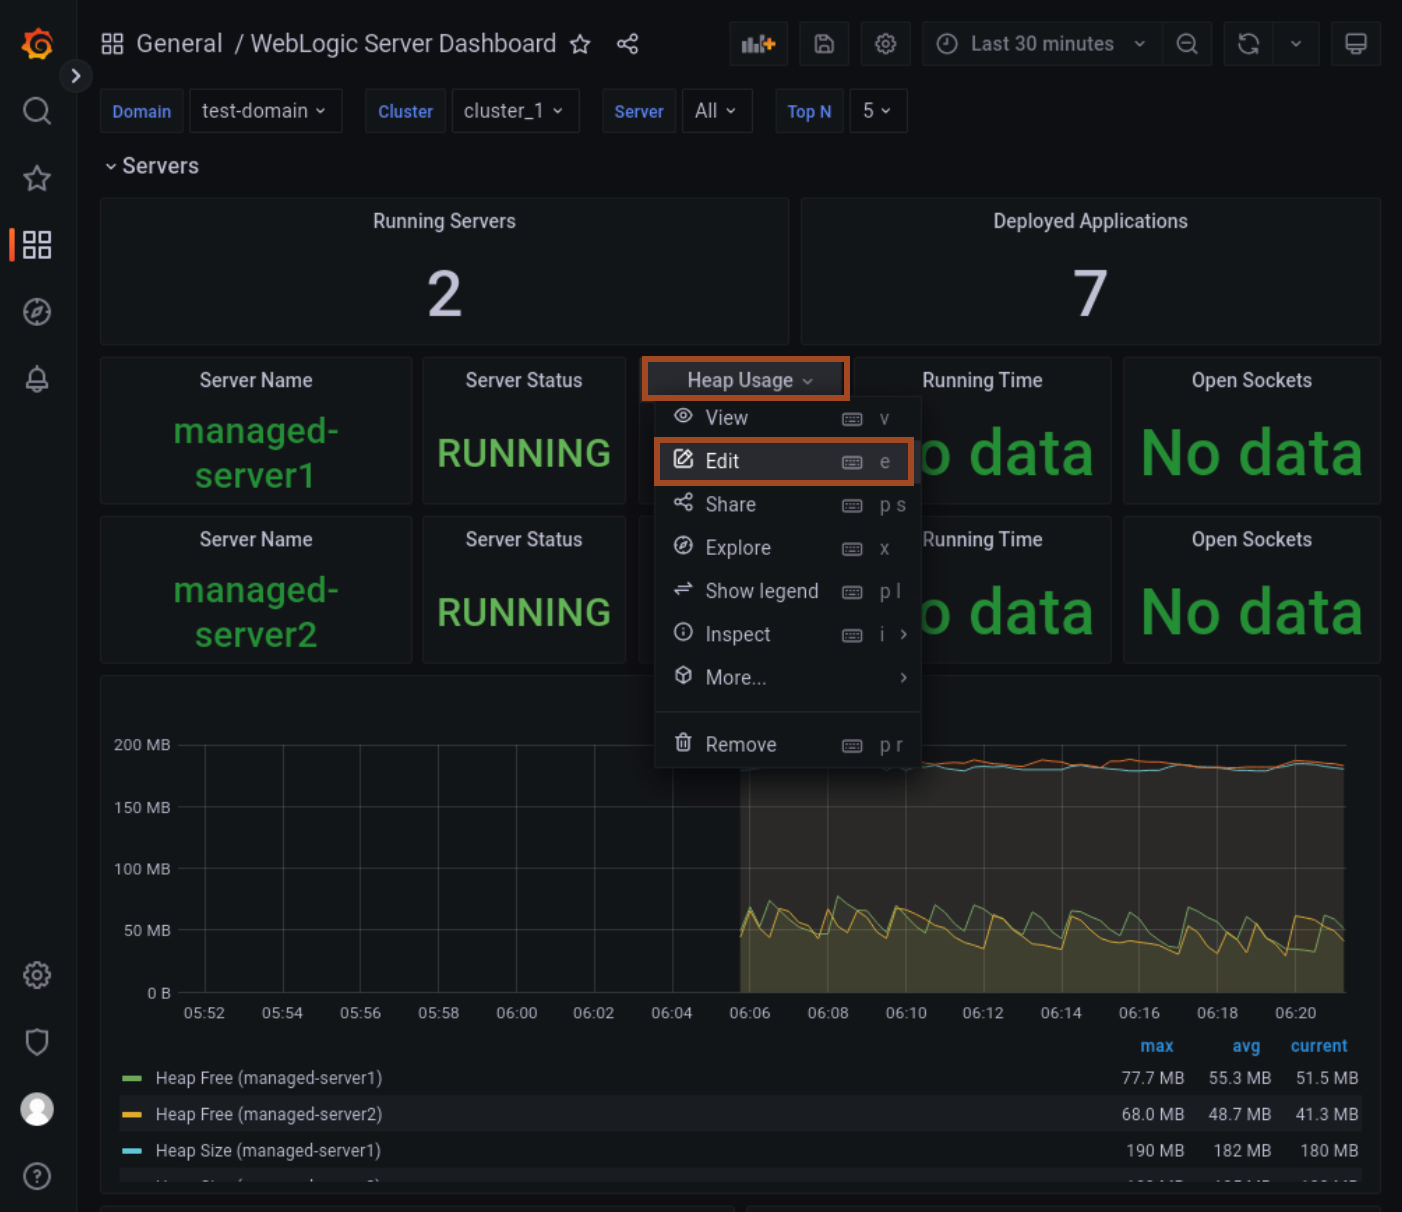 General / WebLogic Server Dashboard
Last 30 minutes
Domain test-domain Cluster cluster_1 Server All Top N 5
Servers
Running Servers
2
Deployed Applications
7
Server Name
managed-
server1
Server Status
RUNNING
Heap Usage
Running Time
o data
Open Sockets
No data
View v
Edit e
Share p s
Explore x
Show legend p l
Inspect i
More...
Remove p r
Server Name
managed-
server2
Server Status
RUNNING
Running Time
o data
Open Sockets
No data
200 MB
150 MB
100 MB
50 MB
0 B
05:52 05:54 05:56 05:58 06:00 06:02 06:04 06:06 06:08 06:10 06:12 06:14 06:16 06:18 06:20
max avg current
Heap Free (managed-server1) 77.7 MB 55.3 MB 51.5 MB
Heap Free (managed-server2) 68.0 MB 48.7 MB 41.3 MB
Heap Size (managed-server1) 190 MB 182 MB 180 MB